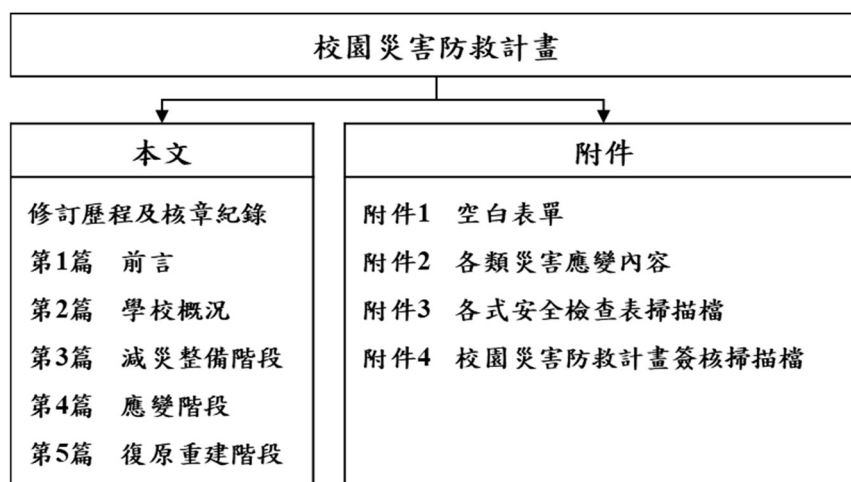 校園災害防救計畫
本文
修訂歷程及核章紀錄
第1篇 前言
第2篇 學校概況
第3篇 減災整備階段
第4篇 應變階段
第5篇 復原重建階段
附件
附件1 空白表單
附件2 各類災害應變內容
附件3 各式安全檢查表掃描檔
附件4 校園災害防救計畫簽核掃描檔